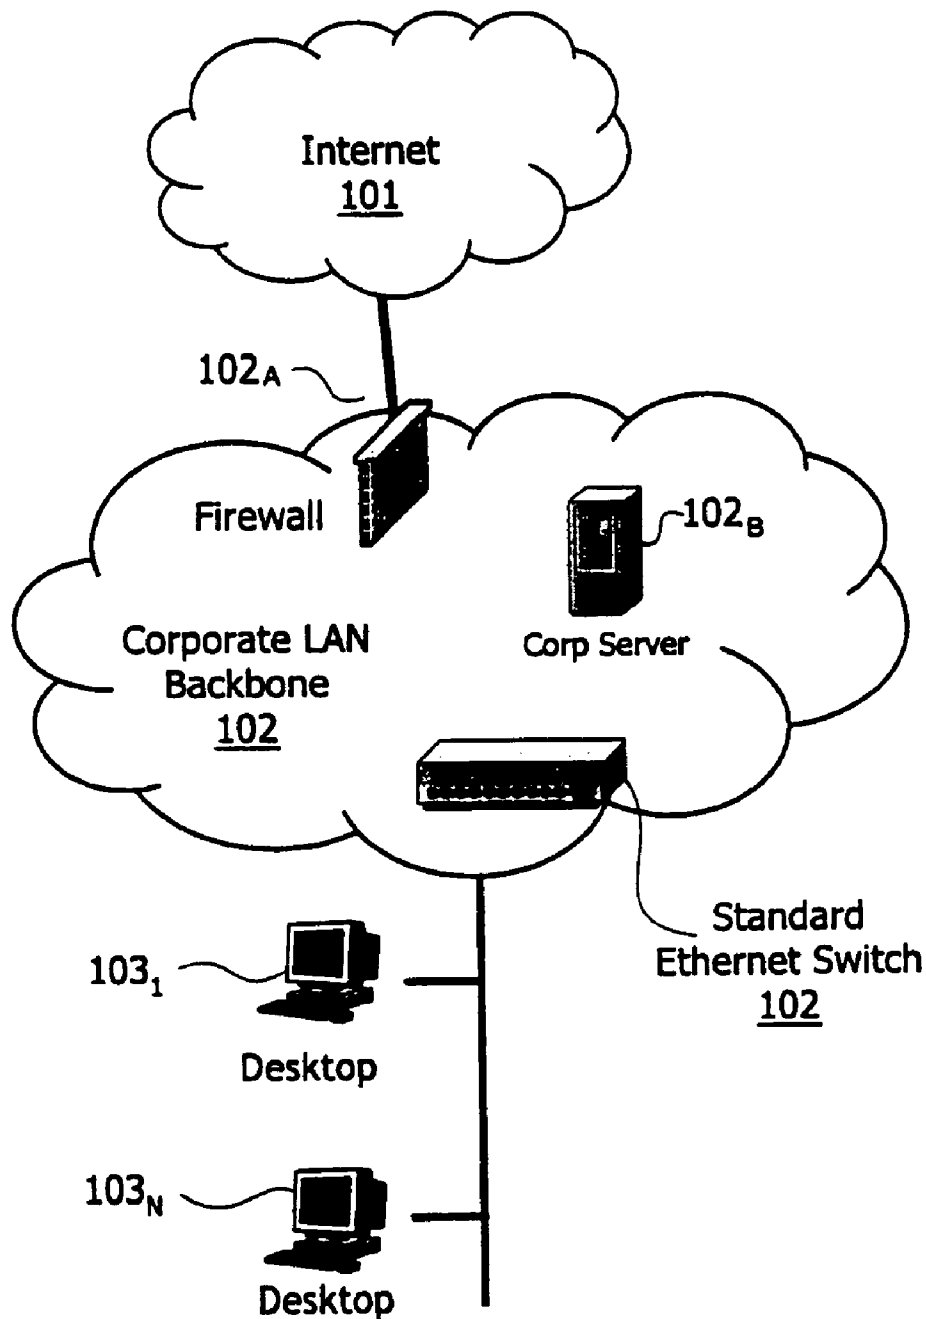 Internet
101
102A
Firewall
102B
Corp Server
Corporate LAN
Backbone
102
Standard
Ethernet Switch
102
1031
Desktop
103N
Desktop